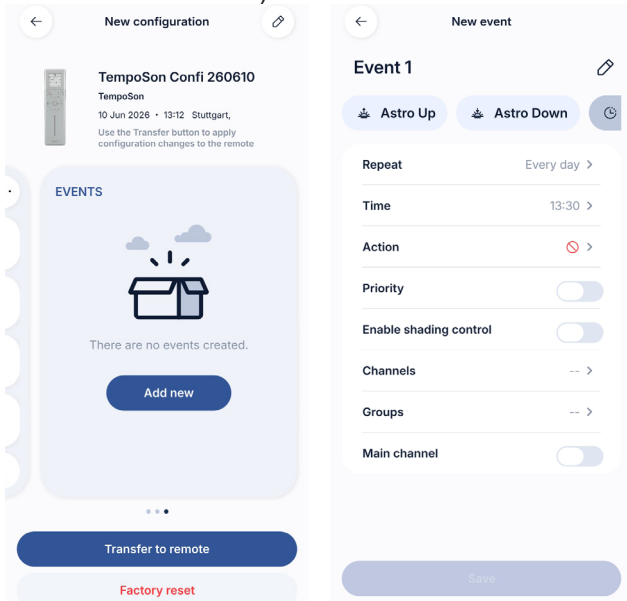 New configuration
TempoSon Confi 260610
TempoSon
10 Jun 2026 · 13:12 Stuttgart,
Use the Transfer button to apply
configuration changes to the remote
EVENTS
There are no events created.
Add new
Transfer to remote
Factory reset
New event
Event 1
Astro Up
Astro Down
Repeat
Every day
Time
13:30
Action
Priority
Enable shading control
Channels
--
Groups
--
Main channel
Save